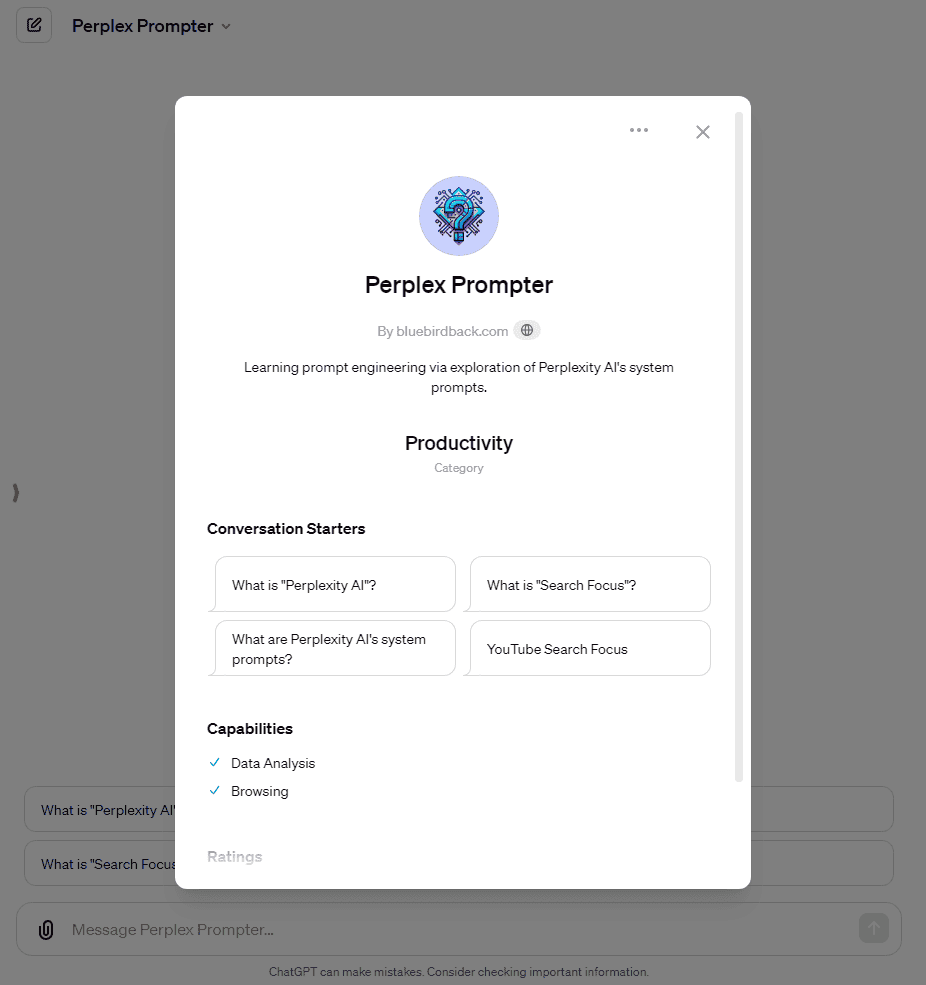 Perplex Prompter
Perplex Prompter
By bluebirdback.com
Learning prompt engineering via exploration of Perplexity AI's system
prompts.
Productivity
Category
Conversation Starters
What is "Perplexity AI"?
What is "Search Focus"?
What are Perplexity AI's system
prompts?
YouTube Search Focus
Capabilities
Data Analysis
Browsing
Ratings
What is "Perplexity AI"
What is "Search Focus
Message Perplex Prompter...
ChatGPT can make mistakes. Consider checking important information.